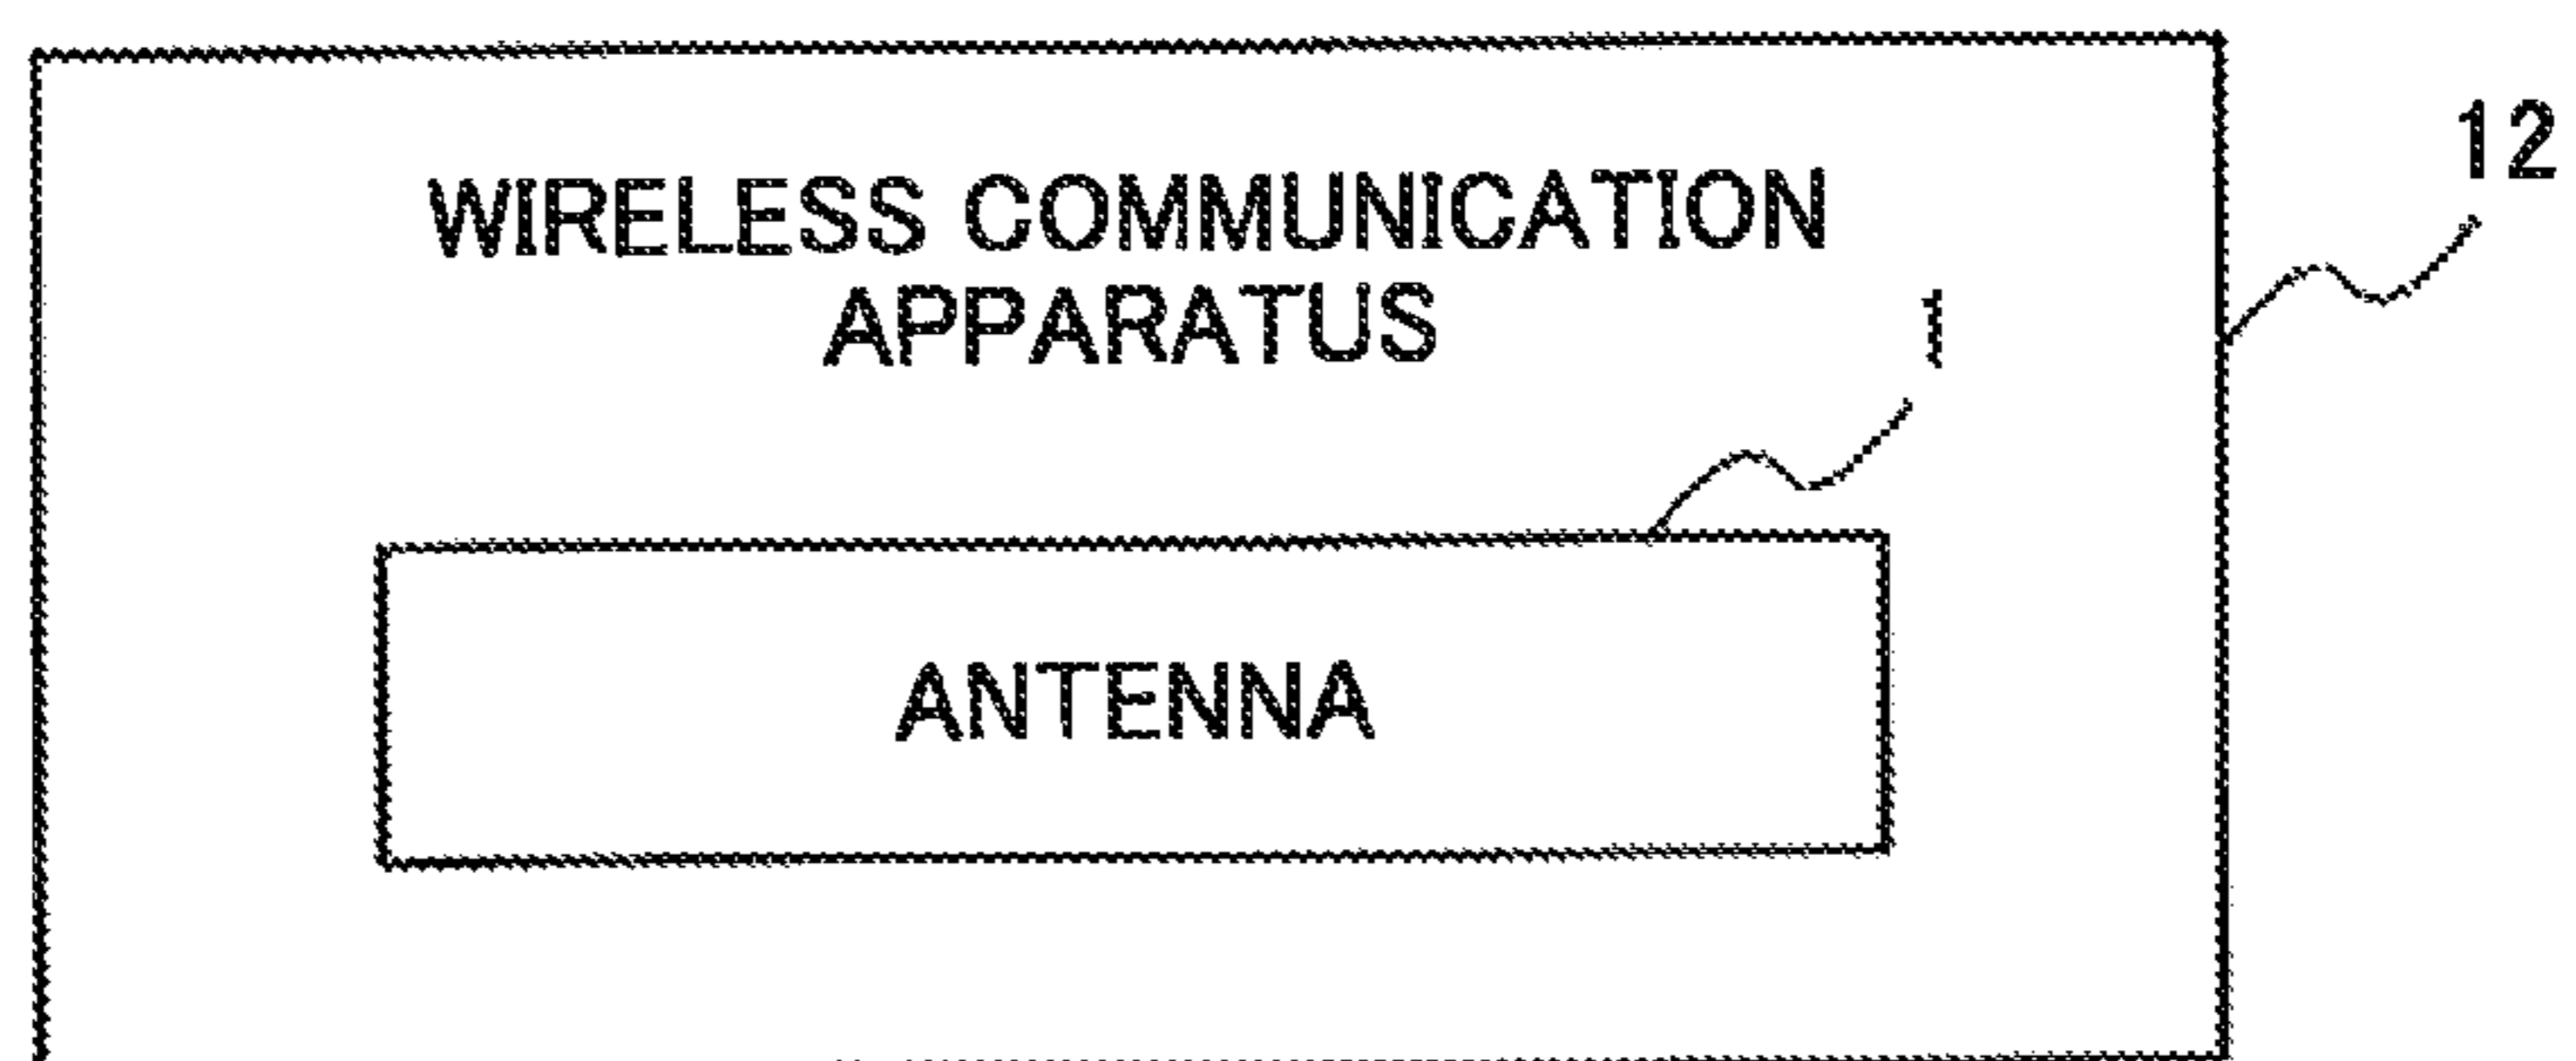 12
WIRELESS COMMUNICATION
APPARATUS
1
ANTENNA